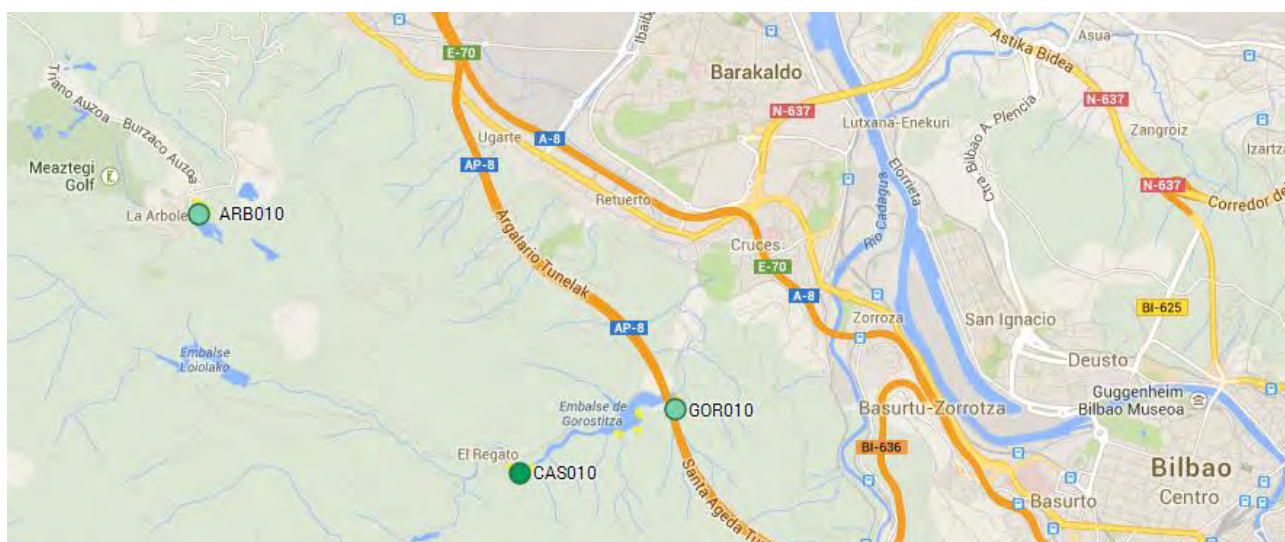 E-70
Ibaiba
Barakaldo
Asua
Astika Bidea
N-637
N-637
N-637
Lutxana-Enekuri
Zangroiz
Izartza
Triano Auzoa - Burzaco Auzoa
Ugarte
A-8
AP-8
Meaztegi
Golf
La Arbole
ARB010
Retuerto
Elorrieta
Ctra Bilbao A. Plencia
Corredor de
Argalario Tunelak
Cruces
E-70
A-8
Rio Cadagua
AP-8
Zorroza
San Ignacio
BI-625
Embalse
Loiolako
Deusto
Guggenheim
Bilbao Museoa
Embalse de
Gorostitza
GOR010
Basurtu-Zorrotza
BI-636
El Regato
CAS010
Santa Ageda Tu
Bilbao
Centro
Basurto